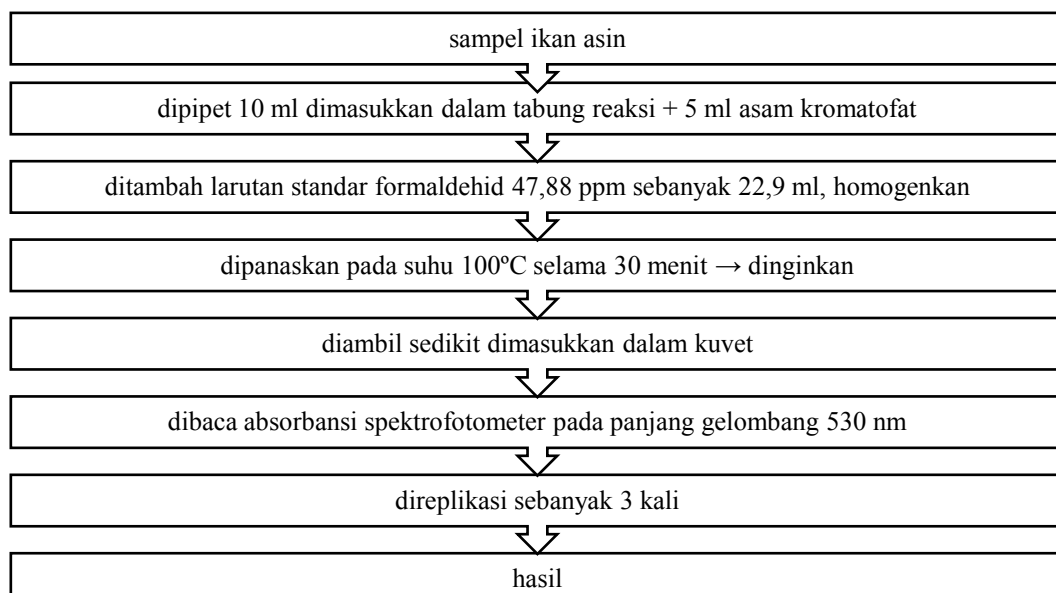 sampel ikan asin
dipipet 10 ml dimasukkan dalam tabung reaksi + 5 ml asam kromatofat
ditambah larutan standar formaldehid 47,88 ppm sebanyak 22,9 ml, homogenkan
dipanaskan pada suhu 100ºC selama 30 menit → dinginkan
diambil sedikit dimasukkan dalam kuvet
dibaca absorbansi spektrofotometer pada panjang gelombang 530 nm
direplikasi sebanyak 3 kali
hasil